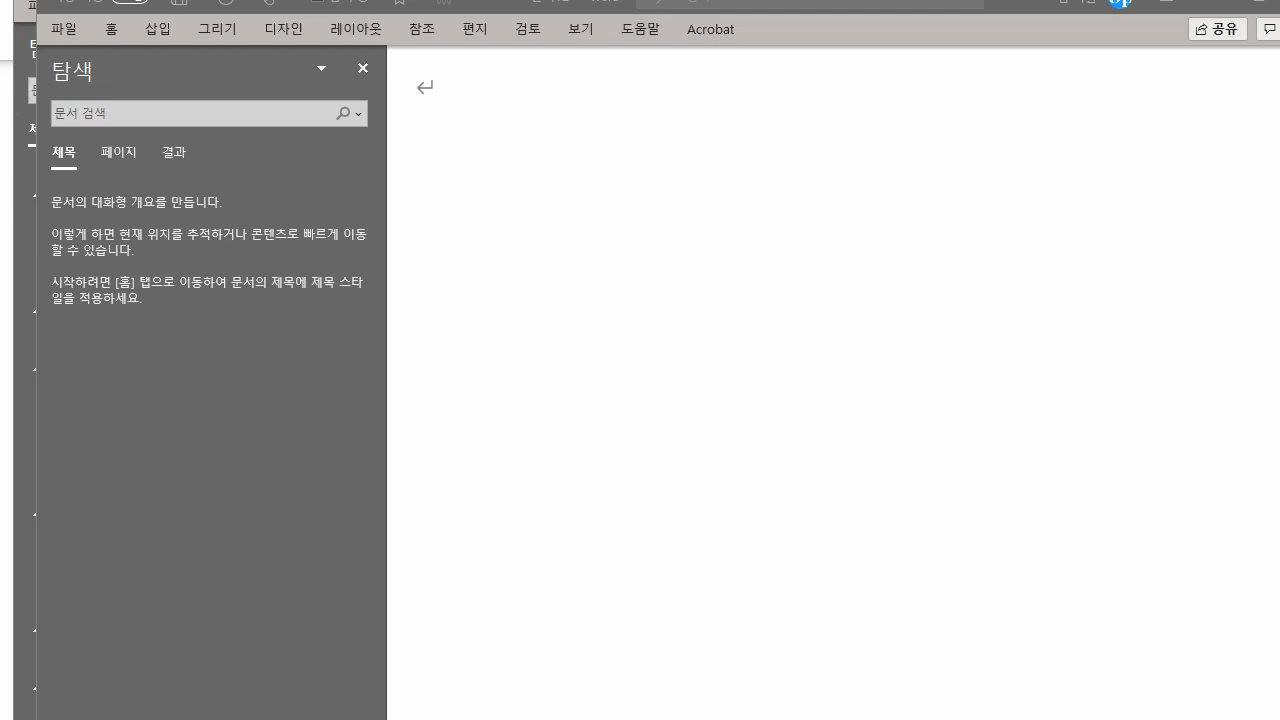 파일 홈 삽입 그리기 디자인 레이아웃 참조 편지 검토 보기 도움말 Acrobat 공유
탐색
문서 검색
제목 페이지 결과
문서의 대화형 개요를 만듭니다.
이렇게 하면 현재 위치를 추적하거나 콘텐츠로 빠르게 이동
할 수 있습니다.
시작하려면 [홈] 탭으로 이동하여 문서의 제목에 제목 스타
일을 적용하세요.